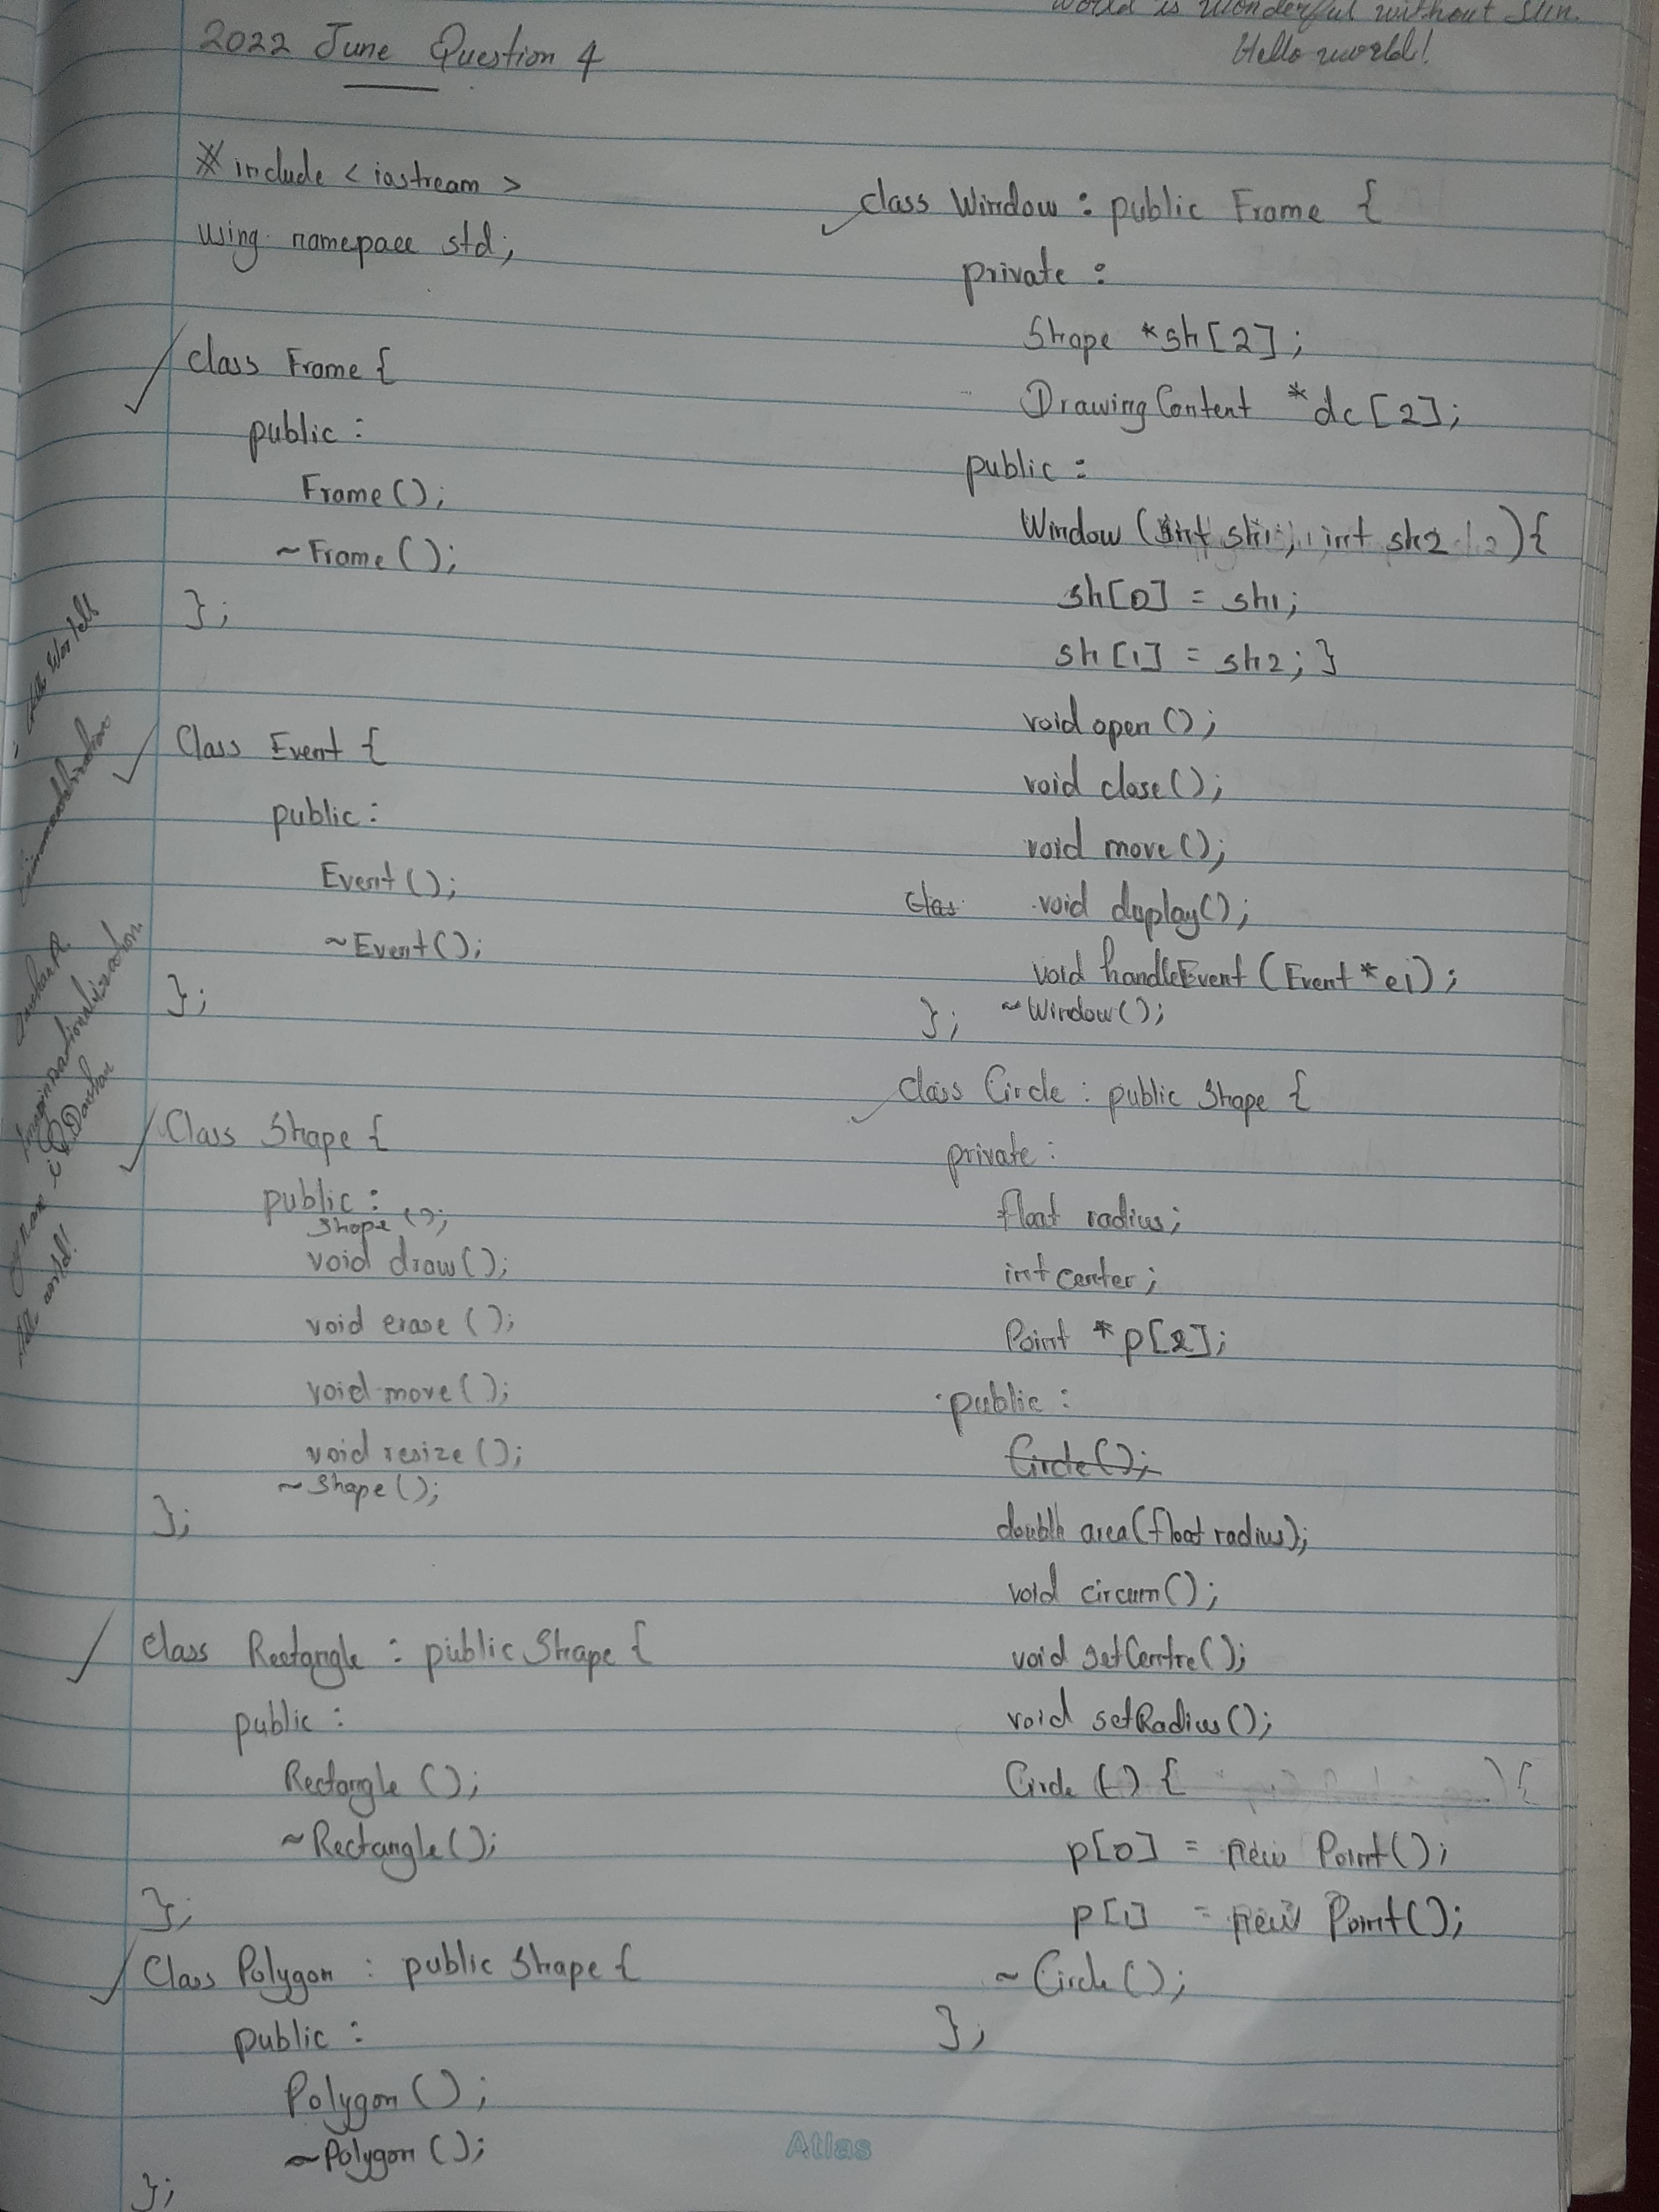 World is Wonderful without Sun.
Hello world!
2022 June Question 4
#include <iostream>
using namepace std;
class Frame {
public :
Frame();
~Frame();
};
Class Event {
public :
Event();
~Event();
};
Class Shape {
public :
Shape ();
void draw();
void erase ();
void move();
void resize ();
~Shape();
};
class Rectangle : public Shape {
public :
Rectangle ();
~Rectangle();
};
Class Polygon : public Shape {
public :
Polygon ();
~Polygon ();
};
class Window : public Frame {
private :
Shape *sh[2];
DrawingContent *dc[2];
public :
Window (int sh1, int sh2){
sh[0] = sh1;
sh[1] = sh2; }
void open ();
void close();
void move();
Clas void display();
void handleEvent (Event *ei);
~Window();
};
class Circle : public Shape {
private :
float radius;
int center;
Point *p[2];
public :
Circle();
double area(float radius);
void circum();
void setCentre();
void setRadius();
Circle () {
p[0] = new Point();
p[1] = new Point();
~Circle();
};
Atlas